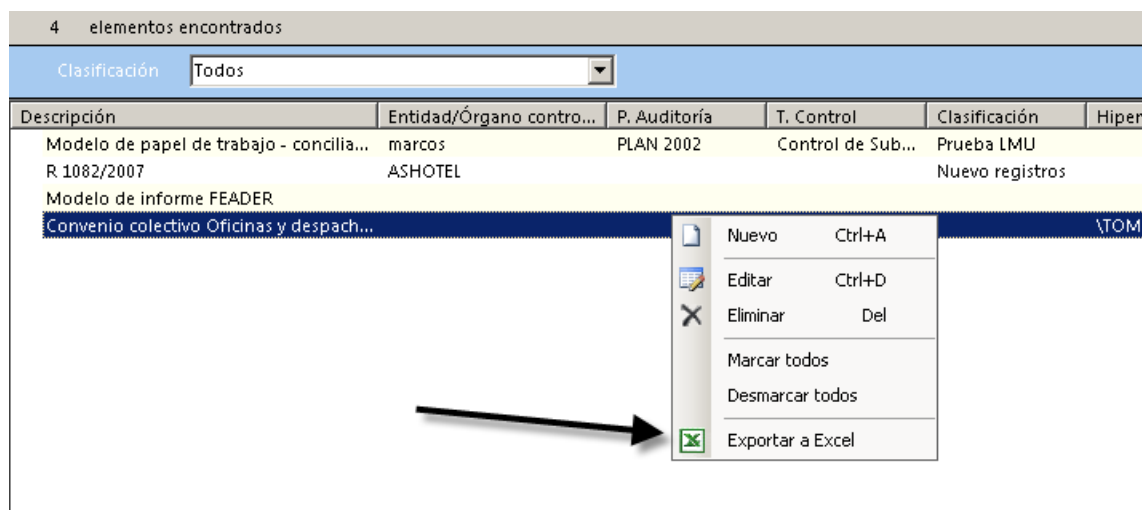 4 elementos encontrados
Clasificación Todos
Descripción Entidad/Órgano contro... P. Auditoría T. Control Clasificación Hiper
Modelo de papel de trabajo - concilia... marcos PLAN 2002 Control de Sub... Prueba LMU
R 1082/2007 ASHOTEL Nuevo registros
Modelo de informe FEADER
Convenio colectivo Oficinas y despach... \TOM
Nuevo Ctrl+A
Editar Ctrl+D
Eliminar Del
Marcar todos
Desmarcar todos
Exportar a Excel